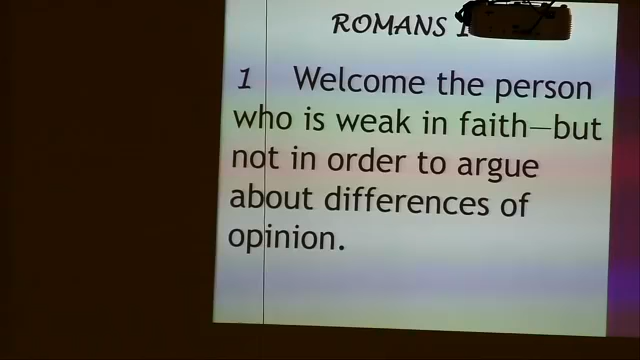 ROMANS 1
1 Welcome the person
who is weak in faith—but
not in order to argue
about differences of
opinion.